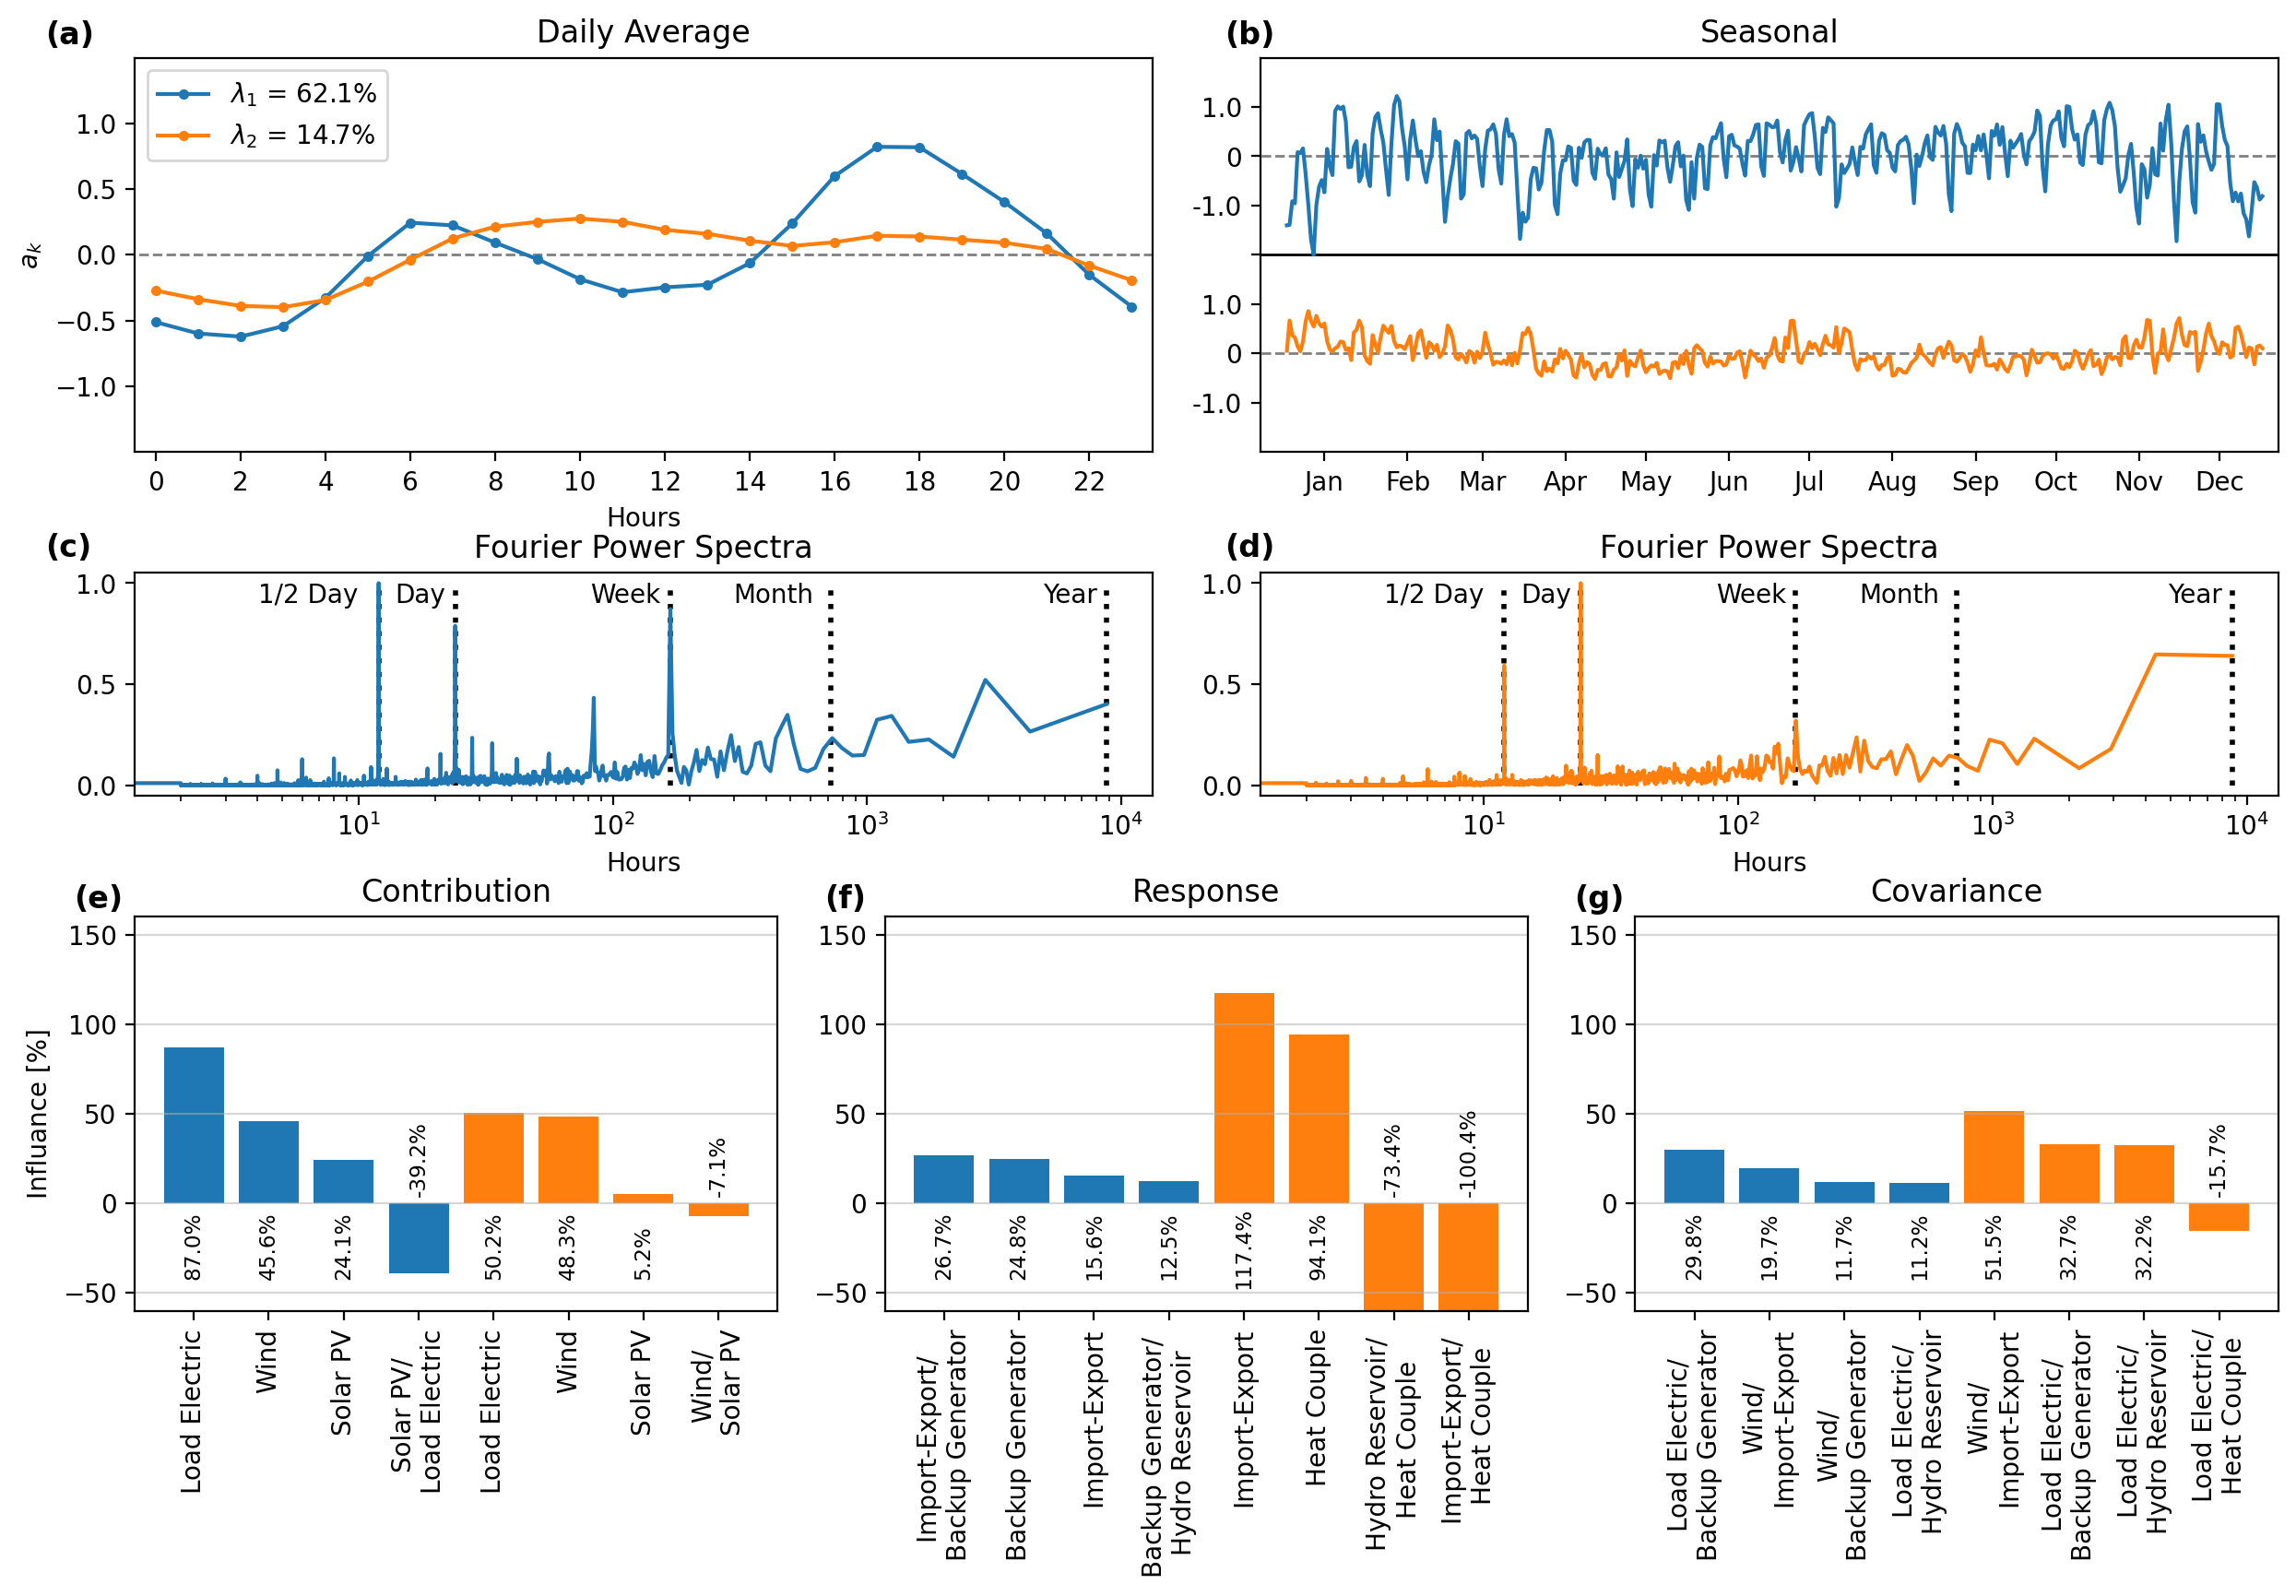 (a)
Daily Average
λ1 = 62.1%
λ2 = 14.7%
1.0
0.5
0.0
−0.5
−1.0
ak
0 2 4 6 8 10 12 14 16 18 20 22
Hours
(b)
Seasonal
1.0
0
-1.0
1.0
0
-1.0
Jan Feb Mar Apr May Jun Jul Aug Sep Oct Nov Dec
(c)
Fourier Power Spectra
1/2 Day Day Week Month Year
1.0
0.5
0.0
10^1 10^2 10^3 10^4
Hours
(d)
Fourier Power Spectra
1/2 Day Day Week Month Year
1.0
0.5
0.0
10^1 10^2 10^3 10^4
Hours
(e)
Contribution
Influance [%]
150
100
50
0
−50
87.0%
45.6%
24.1%
-39.2%
50.2%
48.3%
5.2%
-7.1%
Load Electric
Wind
Solar PV
Solar PV/
Load Electric
Load Electric
Wind
Solar PV
Wind/
Solar PV
(f)
Response
150
100
50
0
−50
26.7%
24.8%
15.6%
12.5%
117.4%
94.1%
-73.4%
-100.4%
Import-Export/
Backup Generator
Backup Generator
Import-Export
Backup Generator/
Hydro Reservoir
Import-Export
Heat Couple
Hydro Reservoir/
Heat Couple
Import-Export/
Heat Couple
(g)
Covariance
150
100
50
0
−50
29.8%
19.7%
11.7%
11.2%
51.5%
32.7%
32.2%
-15.7%
Load Electric/
Backup Generator
Wind/
Import-Export
Wind/
Backup Generator
Load Electric/
Hydro Reservoir
Wind/
Import-Export
Load Electric/
Backup Generator
Load Electric/
Hydro Reservoir
Load Electric/
Heat Couple